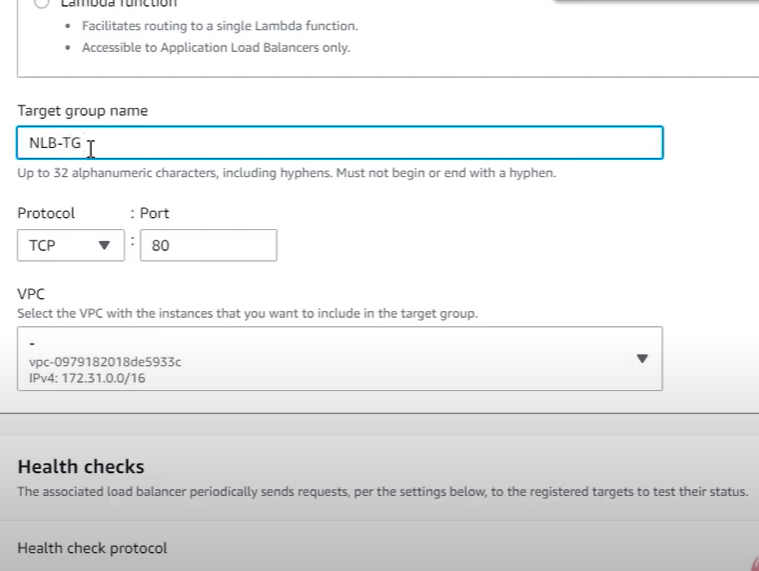 Lambda function
• Facilitates routing to a single Lambda function.
• Accessible to Application Load Balancers only.
Target group name
NLB-TG
Up to 32 alphanumeric characters, including hyphens. Must not begin or end with a hyphen.
Protocol : Port
TCP : 80
VPC
Select the VPC with the instances that you want to include in the target group.
-
vpc-0979182018de5933c
IPv4: 172.31.0.0/16
Health checks
The associated load balancer periodically sends requests, per the settings below, to the registered targets to test their status.
Health check protocol